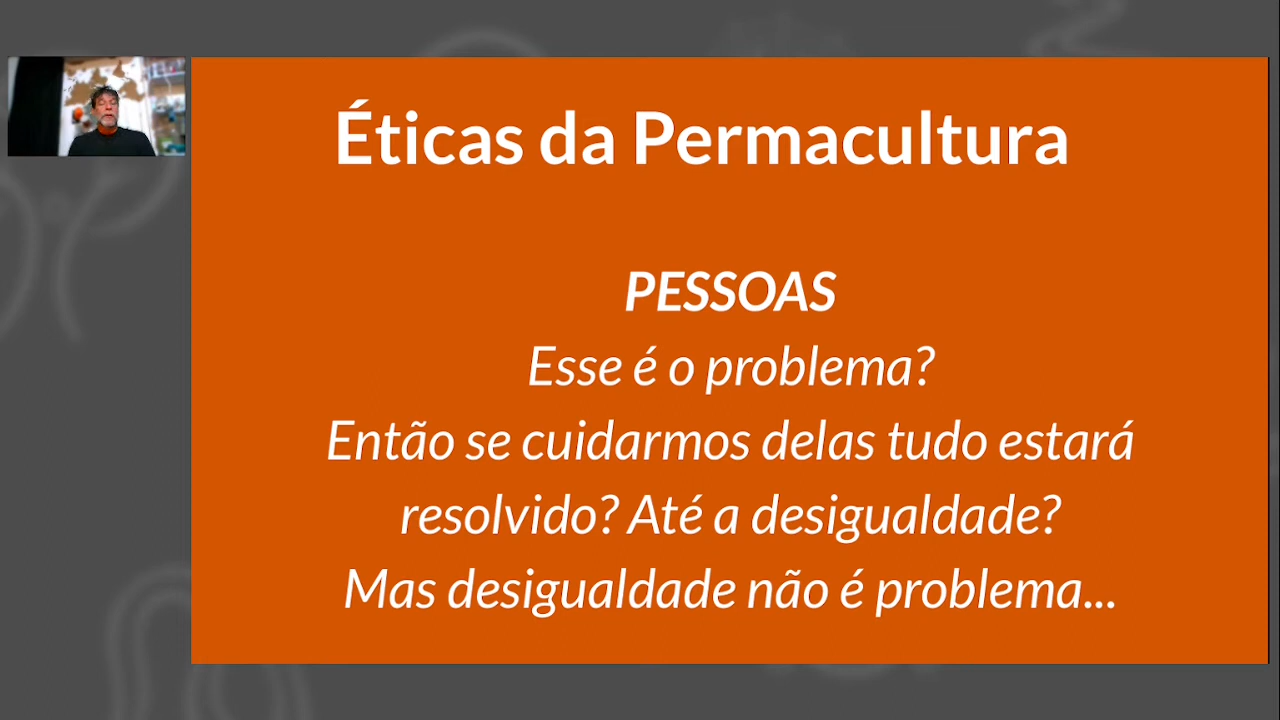 Éticas da Permacultura
PESSOAS
Esse é o problema?
Então se cuidarmos delas tudo estará
resolvido? Até a desigualdade?
Mas desigualdade não é problema...